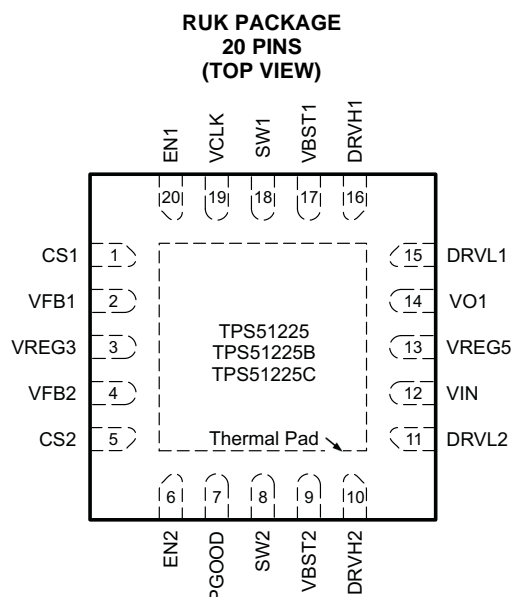 RUK PACKAGE
20 PINS
(TOP VIEW)
EN1
VCLK
SW1
VBST1
DRVH1
20
19
18
17
16
CS1 1
15 DRVL1
VFB1 2
14 VO1
VREG3 3
13 VREG5
VFB2 4
12 VIN
CS2 5
11 DRVL2
TPS51225
TPS51225B
TPS51225C
Thermal Pad
6
7
8
9
10
EN2
PGOOD
SW2
VBST2
DRVH2